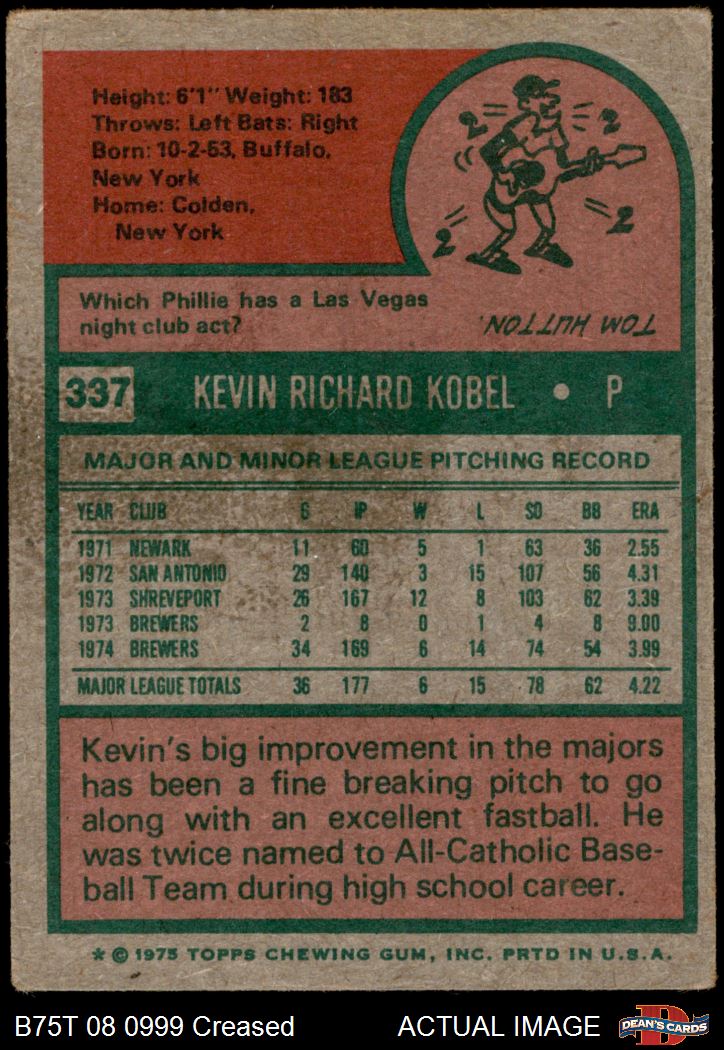 Height: 6'1" Weight: 183
Throws: Left Bats: Right
Born: 10-2-53, Buffalo,
New York
Home: Colden,
New York
2 2
2 2
Which Phillie has a Las Vegas
night club act?
TOM HUTTON.
337 KEVIN RICHARD KOBEL • P
MAJOR AND MINOR LEAGUE PITCHING RECORD
YEAR CLUB G IP W L SO BB ERA
1971 NEWARK 11 60 5 1 63 36 2.55
1972 SAN ANTONIO 29 140 3 15 107 56 4.31
1973 SHREVEPORT 26 167 12 8 103 62 3.39
1973 BREWERS 2 8 0 1 4 8 9.00
1974 BREWERS 34 169 6 14 74 54 3.99
MAJOR LEAGUE TOTALS 36 177 6 15 78 62 4.22
Kevin's big improvement in the majors
has been a fine breaking pitch to go
along with an excellent fastball. He
was twice named to All-Catholic Base-
ball Team during high school career.
* © 1975 TOPPS CHEWING GUM, INC. PRTD IN U.S.A.
B75T 08 0999 Creased ACTUAL IMAGE
D
DEAN'S CARDS